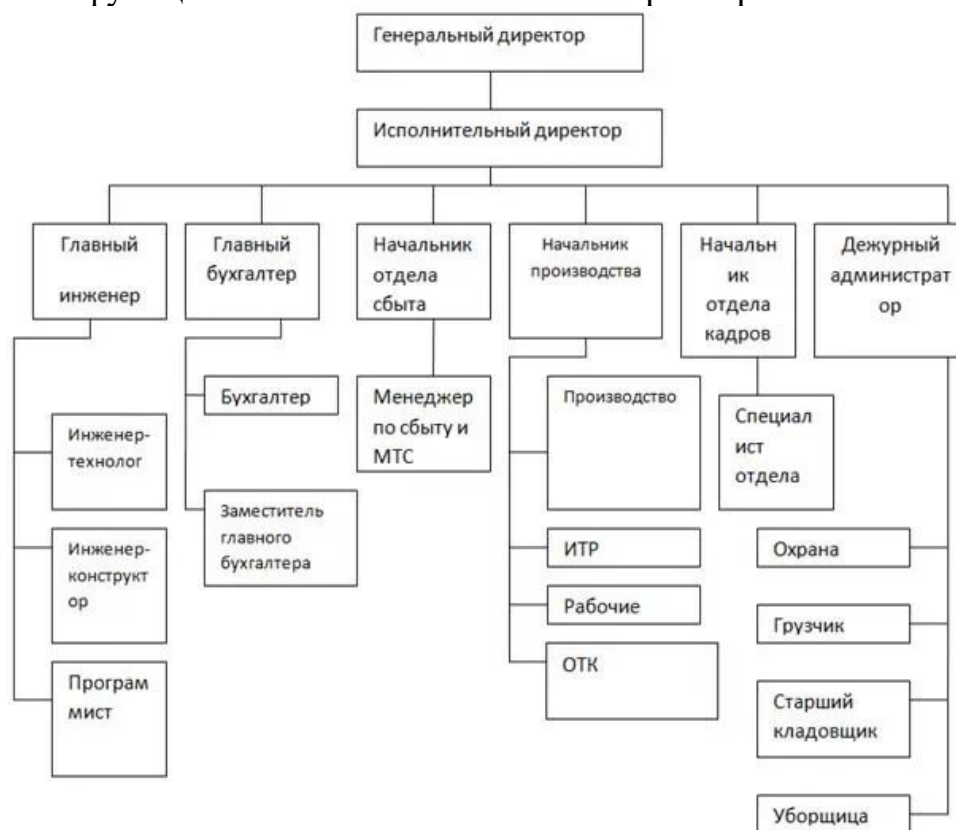 Генеральный директор
Исполнительный директор
Главный
инженер
Главный
бухгалтер
Начальник
отдела
сбыта
Начальник
производства
Начальн
ик
отдела
кадров
Дежурный
администрат
ор
Инженер-
технолог
Инженер-
конструкт
ор
Програм
мист
Бухгалтер
Заместитель
главного
бухгалтера
Менеджер
по сбыту и
МТС
Производство
ИТР
Рабочие
ОТК
Специал
ист
отдела
Охрана
Грузчик
Старший
кладовщик
Уборщица